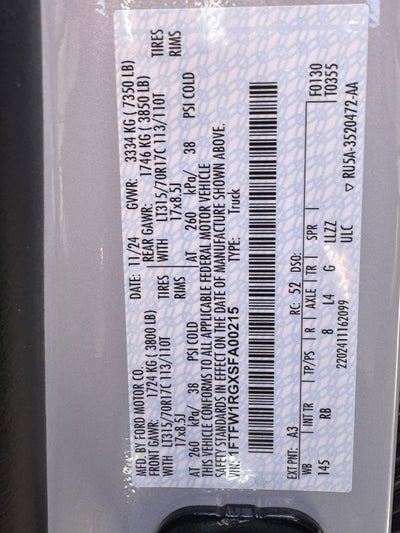 MFD. BY FORD MOTOR CO.
DATE: 11/24 GVWR: 3334 KG ( 7350 LB)
FRONT GAWR: 1724 KG ( 3800 LB) REAR GAWR: 1746 KG ( 3850 LB)
WITH LT315/70R17C 113/110T TIRES WITH LT315/70R17C 113/110T TIRES
17x8.5J RIMS 17x8.5J RIMS
AT 260 kPa/ 38 PSI COLD AT 260 kPa/ 38 PSI COLD
THIS VEHICLE CONFORMS TO ALL APPLICABLE FEDERAL MOTOR VEHICLE
SAFETY STANDARDS IN EFFECT ON THE DATE OF MANUFACTURE SHOWN ABOVE.
VIN: 1FTFW1RGXSFA00215 TYPE: Truck
F0130
T0355
EXT PNT: A3 RC: 52 DSO:
WB INT TR TP/PS R AXLE TR SPR
145 RB 8 L4 G LLZZ
2202411162099 ULC
▽ RU5A-3520472-AA